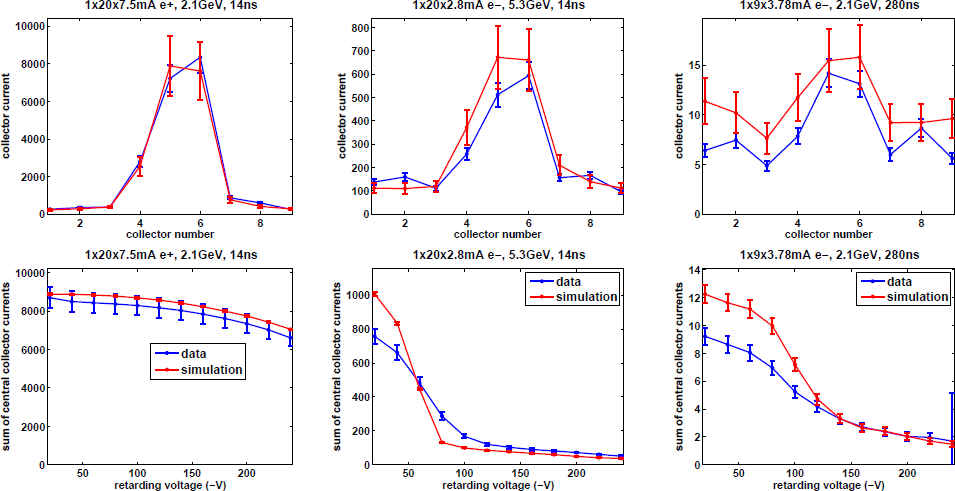 1x20x7.5mA e+, 2.1GeV, 14ns
10000
8000
6000
4000
2000
0
collector current
2 4 6 8
collector number
1x20x2.8mA e−, 5.3GeV, 14ns
800
700
600
500
400
300
200
100
0
collector current
2 4 6 8
collector number
1x9x3.78mA e−, 2.1GeV, 280ns
15
10
5
0
collector current
2 4 6 8
collector number
1x20x7.5mA e+, 2.1GeV, 14ns
10000
8000
6000
4000
2000
0
sum of central collector currents
data
simulation
50 100 150 200
retarding voltage (−V)
1x20x2.8mA e−, 5.3GeV, 14ns
1000
800
600
400
200
0
sum of central collector currents
data
simulation
50 100 150 200
retarding voltage (−V)
1x9x3.78mA e−, 2.1GeV, 280ns
14
12
10
8
6
4
2
0
sum of central collector currents
data
simulation
50 100 150 200
retarding voltage (−V)